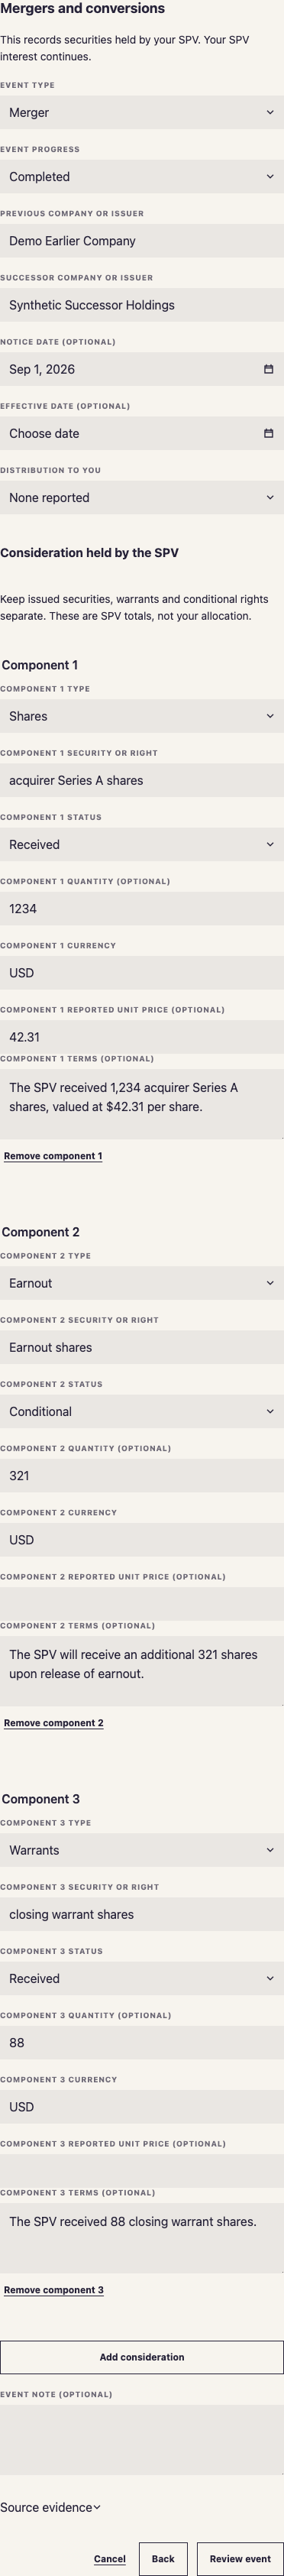 Mergers and conversions
This records securities held by your SPV. Your SPV
interest continues.
EVENT TYPE
Merger
EVENT PROGRESS
Completed
PREVIOUS COMPANY OR ISSUER
Demo Earlier Company
SUCCESSOR COMPANY OR ISSUER
Synthetic Successor Holdings
NOTICE DATE (OPTIONAL)
Sep 1, 2026
EFFECTIVE DATE (OPTIONAL)
Choose date
DISTRIBUTION TO YOU
None reported
Consideration held by the SPV
Keep issued securities, warrants and conditional rights
separate. These are SPV totals, not your allocation.
Component 1
COMPONENT 1 TYPE
Shares
COMPONENT 1 SECURITY OR RIGHT
acquirer Series A shares
COMPONENT 1 STATUS
Received
COMPONENT 1 QUANTITY (OPTIONAL)
1234
COMPONENT 1 CURRENCY
USD
COMPONENT 1 REPORTED UNIT PRICE (OPTIONAL)
42.31
COMPONENT 1 TERMS (OPTIONAL)
The SPV received 1,234 acquirer Series A
shares, valued at $42.31 per share.
Remove component 1
Component 2
COMPONENT 2 TYPE
Earnout
COMPONENT 2 SECURITY OR RIGHT
Earnout shares
COMPONENT 2 STATUS
Conditional
COMPONENT 2 QUANTITY (OPTIONAL)
321
COMPONENT 2 CURRENCY
USD
COMPONENT 2 REPORTED UNIT PRICE (OPTIONAL)
COMPONENT 2 TERMS (OPTIONAL)
The SPV will receive an additional 321 shares
upon release of earnout.
Remove component 2
Component 3
COMPONENT 3 TYPE
Warrants
COMPONENT 3 SECURITY OR RIGHT
closing warrant shares
COMPONENT 3 STATUS
Received
COMPONENT 3 QUANTITY (OPTIONAL)
88
COMPONENT 3 CURRENCY
USD
COMPONENT 3 REPORTED UNIT PRICE (OPTIONAL)
COMPONENT 3 TERMS (OPTIONAL)
The SPV received 88 closing warrant shares.
Remove component 3
Add consideration
EVENT NOTE (OPTIONAL)
Source evidence
Cancel
Back
Review event